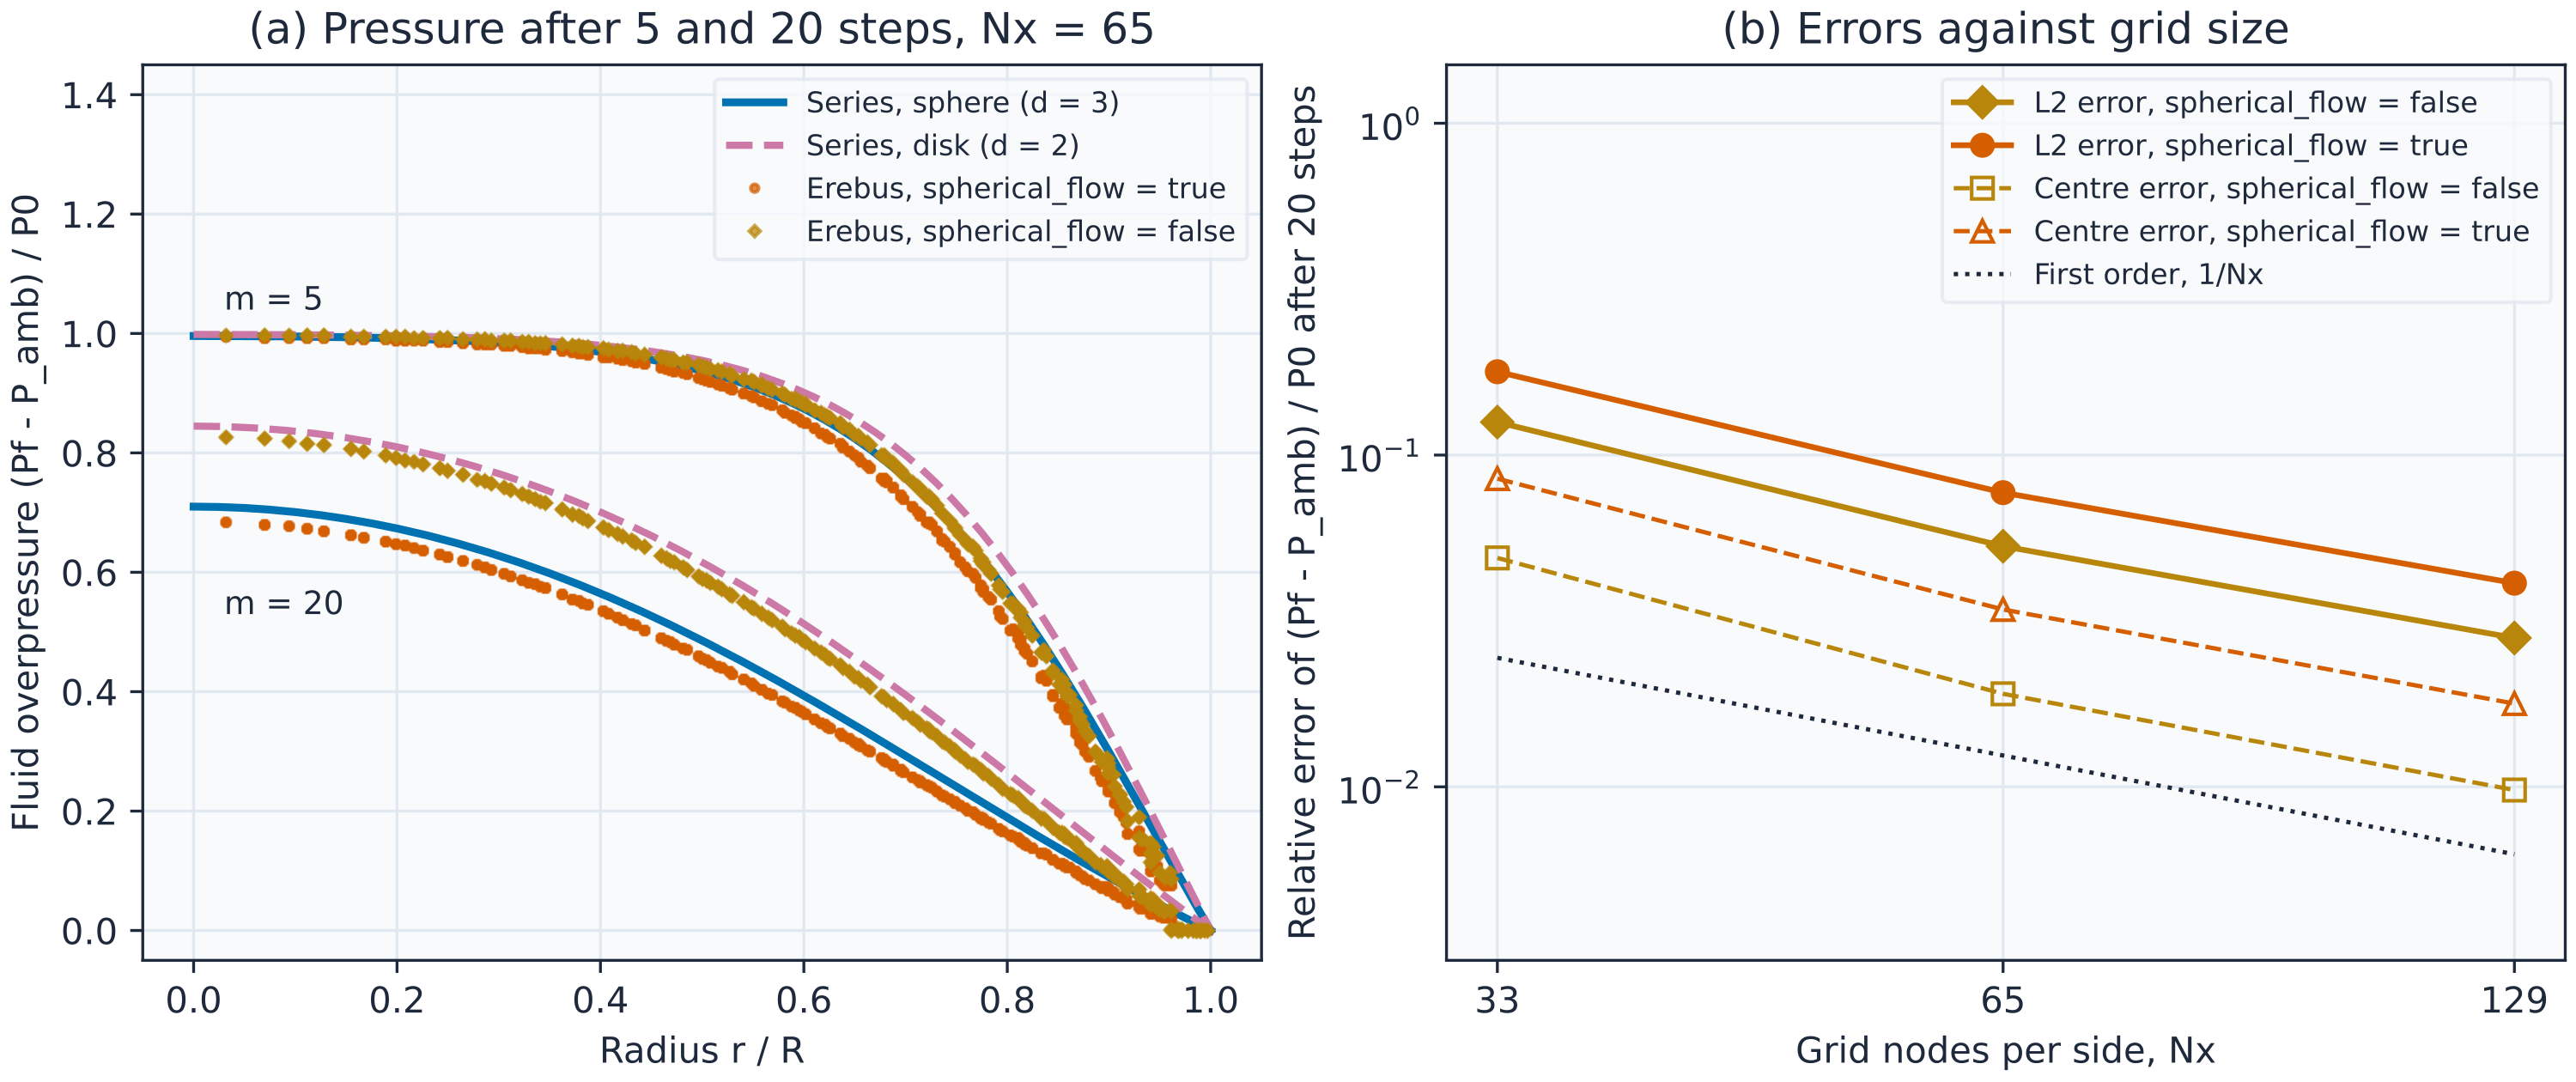 (a) Pressure after 5 and 20 steps, Nx = 65
Fluid overpressure (Pf - P_amb) / P0
1.4
1.2
1.0
0.8
0.6
0.4
0.2
0.0
Series, sphere (d = 3)
Series, disk (d = 2)
Erebus, spherical_flow = true
Erebus, spherical_flow = false
m = 5
m = 20
0.0 0.2 0.4 0.6 0.8 1.0
Radius r / R
(b) Errors against grid size
Relative error of (Pf - P_amb) / P0 after 20 steps
10⁰
10⁻¹
10⁻²
L2 error, spherical_flow = false
L2 error, spherical_flow = true
Centre error, spherical_flow = false
Centre error, spherical_flow = true
First order, 1/Nx
33 65 129
Grid nodes per side, Nx